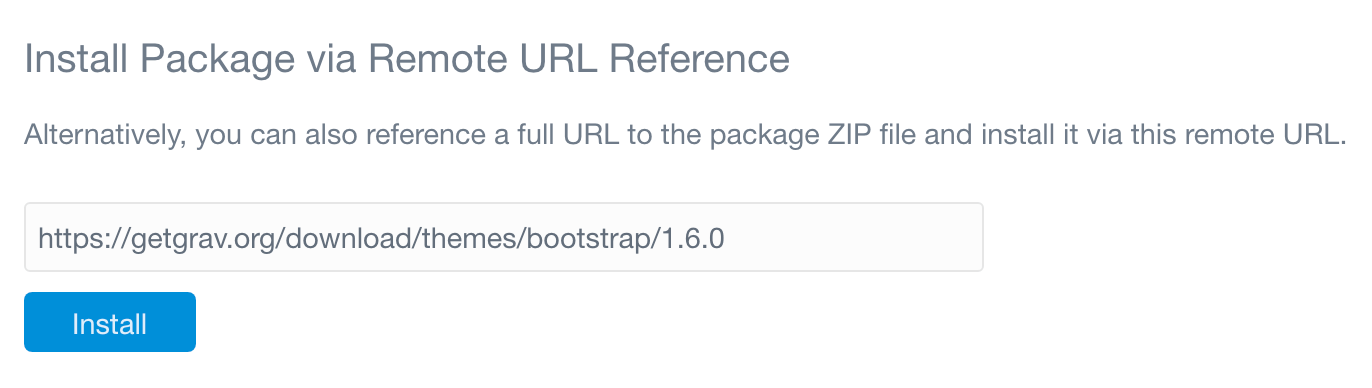 Install Package via Remote URL Reference
Alternatively, you can also reference a full URL to the package ZIP file and install it via this remote URL.
https://getgrav.org/download/themes/bootstrap/1.6.0
Install